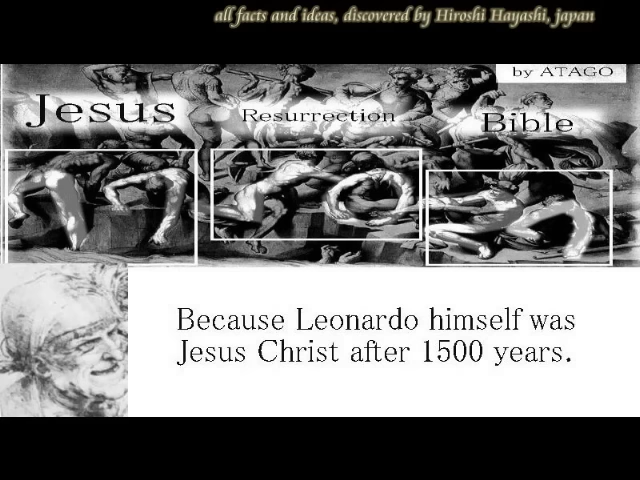 all facts and ideas, discovered by Hiroshi Hayashi, japan
by ATAGO
Jesus
Resurrection
Bible
Because Leonardo himself was
Jesus Christ after 1500 years.